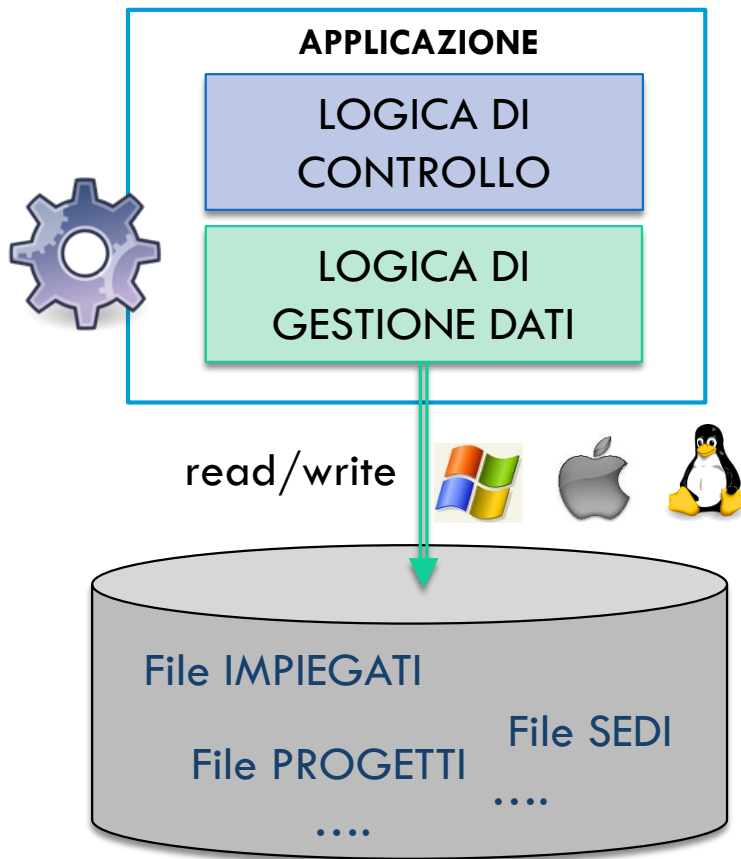 APPLICAZIONE
LOGICA DI
CONTROLLO
LOGICA DI
GESTIONE DATI
read/write
File IMPIEGATI
File SEDI
File PROGETTI
....
....